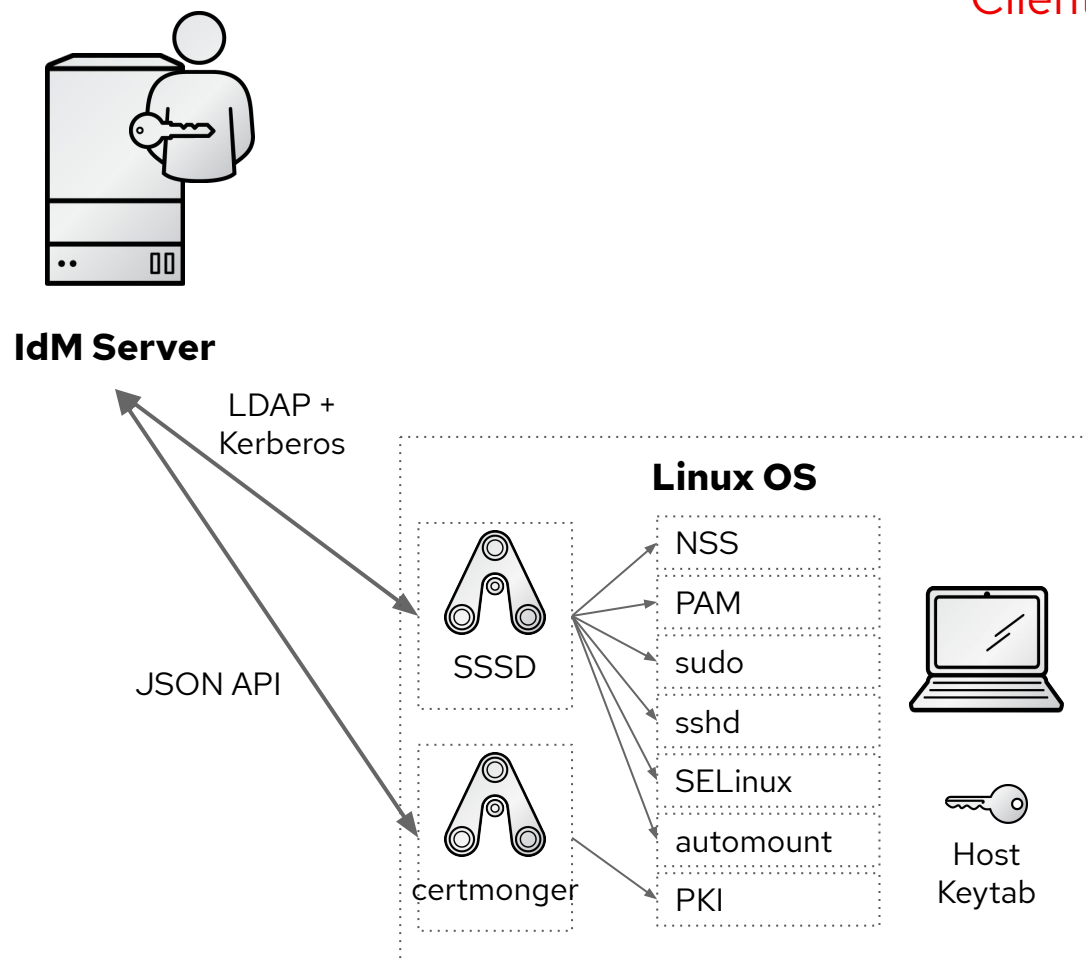 Client
IdM Server
LDAP +
Kerberos
Linux OS
NSS
PAM
sudo
SSSD
JSON API
sshd
SELinux
automount
certmonger
PKI
Host
Keytab